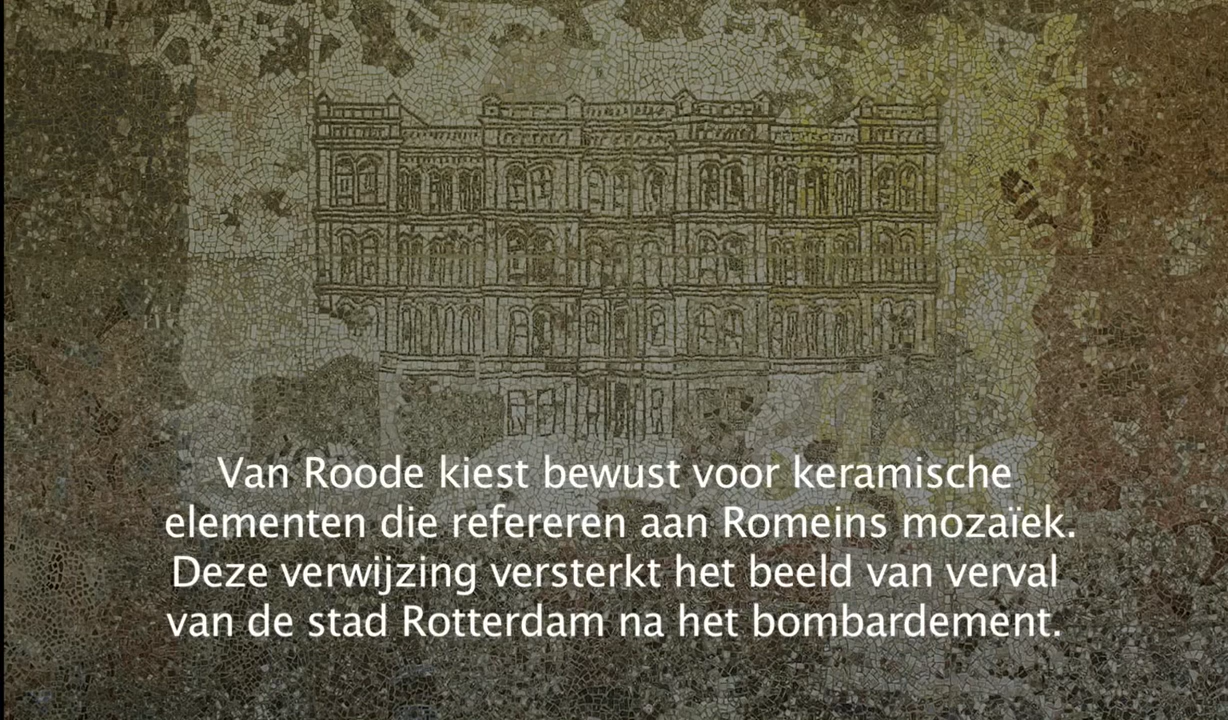 Van Roode kiest bewust voor keramische
elementen die refereren aan Romeins mozaïek.
Deze verwijzing versterkt het beeld van verval
van de stad Rotterdam na het bombardement.